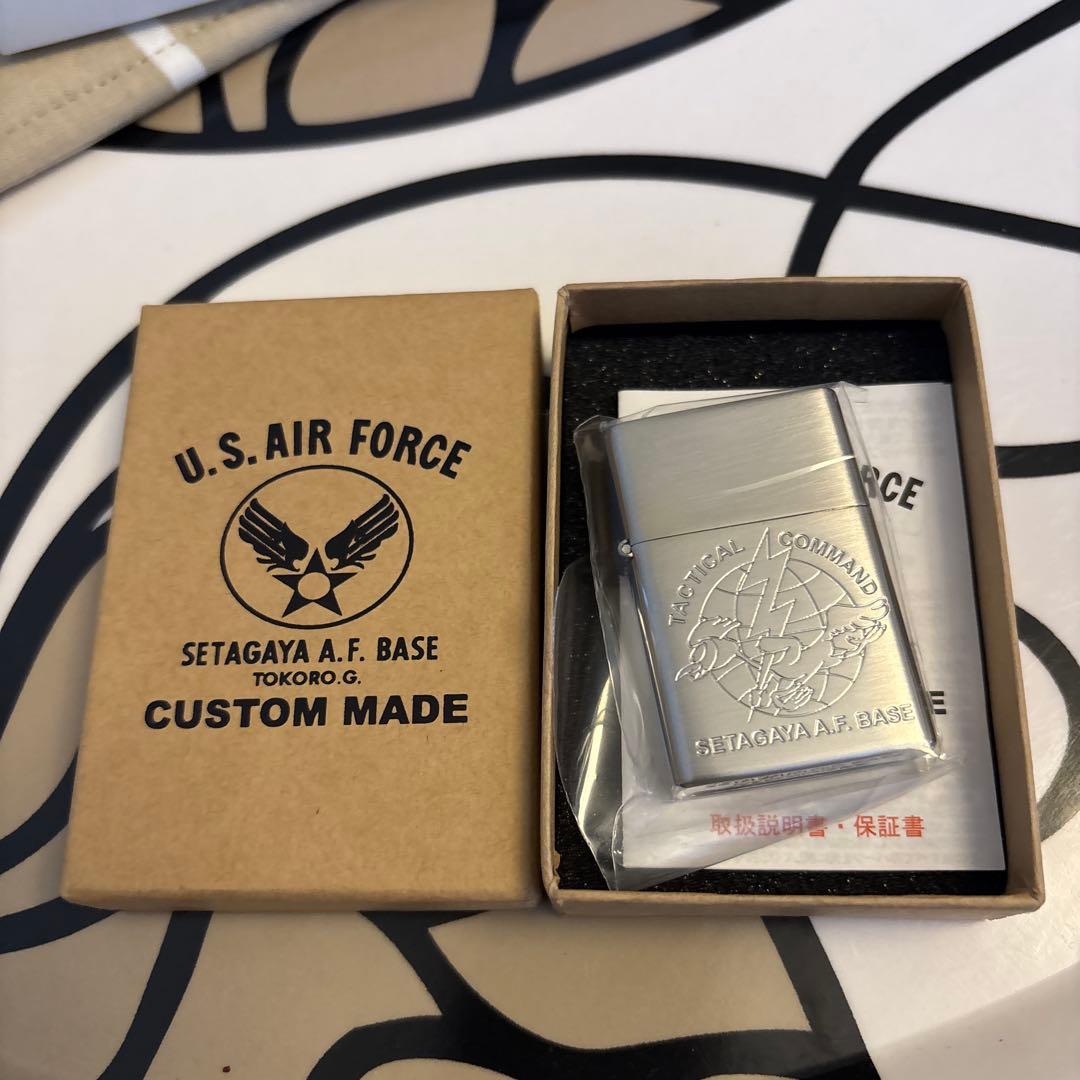 U.S. AIR FORCE
SETAGAYA A.F. BASE
TOKORO.G.
CUSTOM MADE
TACTICAL COMMAND
SETAGAYA A.F. BASE
RCE
E
取扱説明書・保証書